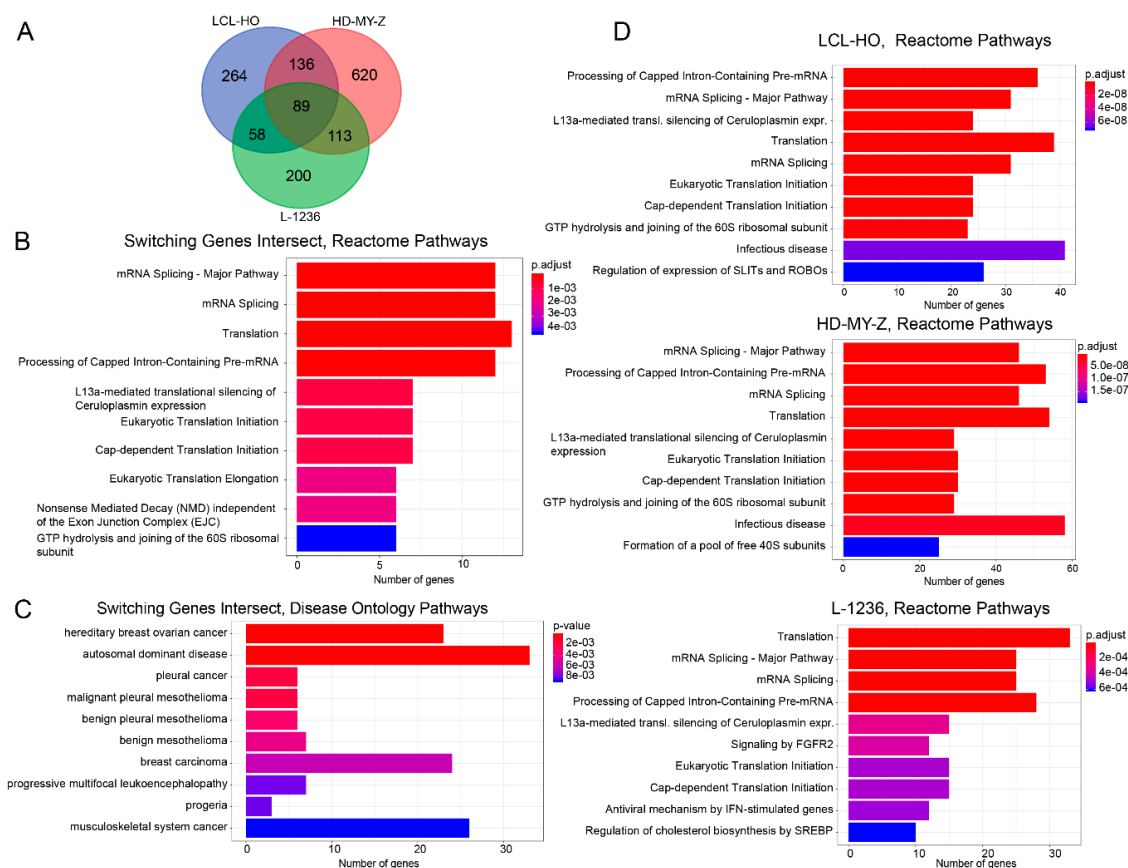 A
LCL-HO
HD-MY-Z
264
136
620
89
58
113
200
L-1236
B
Switching Genes Intersect, Reactome Pathways
mRNA Splicing - Major Pathway
mRNA Splicing
Translation
Processing of Capped Intron-Containing Pre-mRNA
L13a-mediated translational silencing of
Ceruloplasmin expression
Eukaryotic Translation Initiation
Cap-dependent Translation Initiation
Eukaryotic Translation Elongation
Nonsense Mediated Decay (NMD) independent
of the Exon Junction Complex (EJC)
GTP hydrolysis and joining of the 60S ribosomal
subunit
0 5 10
Number of genes
p.adjust
1e-03
2e-03
3e-03
4e-03
C
Switching Genes Intersect, Disease Ontology Pathways
hereditary breast ovarian cancer
autosomal dominant disease
pleural cancer
malignant pleural mesothelioma
benign pleural mesothelioma
benign mesothelioma
breast carcinoma
progressive multifocal leukoencephalopathy
progeria
musculoskeletal system cancer
0 10 20 30
Number of genes
p-value
2e-03
4e-03
6e-03
8e-03
D
LCL-HO, Reactome Pathways
Processing of Capped Intron-Containing Pre-mRNA
mRNA Splicing - Major Pathway
L13a-mediated transl. silencing of Ceruloplasmin expr.
Translation
mRNA Splicing
Eukaryotic Translation Initiation
Cap-dependent Translation Initiation
GTP hydrolysis and joining of the 60S ribosomal subunit
Infectious disease
Regulation of expression of SLITs and ROBOs
0 10 20 30 40
Number of genes
p.adjust
2e-08
4e-08
6e-08
HD-MY-Z, Reactome Pathways
mRNA Splicing - Major Pathway
Processing of Capped Intron-Containing Pre-mRNA
mRNA Splicing
Translation
L13a-mediated translational silencing of Ceruloplasmin
expression
Eukaryotic Translation Initiation
Cap-dependent Translation Initiation
GTP hydrolysis and joining of the 60S ribosomal subunit
Infectious disease
Formation of a pool of free 40S subunits
0 20 40 60
Number of genes
p.adjust
5.0e-08
1.0e-07
1.5e-07
L-1236, Reactome Pathways
Translation
mRNA Splicing - Major Pathway
mRNA Splicing
Processing of Capped Intron-Containing Pre-mRNA
L13a-mediated transl. silencing of Ceruloplasmin expr.
Signaling by FGFR2
Eukaryotic Translation Initiation
Cap-dependent Translation Initiation
Antiviral mechanism by IFN-stimulated genes
Regulation of cholesterol biosynthesis by SREBP
0 10 20 30
Number of genes
p.adjust
2e-04
4e-04
6e-04